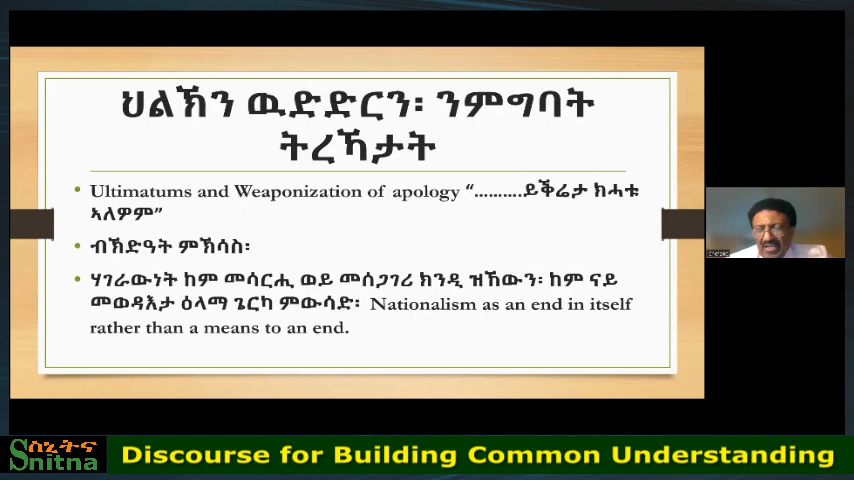 ህልኽን ዉድድርን፡ ንምግባት
ትረኻታት
• Ultimatums and Weaponization of apology “……….ይቕሬታ ክሓቱ
ኣለዎም”
• ብኽድዓት ምኽሳስ፡
• ሃገራውነት ከም መሳርሒ ወይ መሰጋገሪ ክንዲ ዝኸውን፡ ከም ናይ
መወዳእታ ዕላማ ጌርካ ምውሳድ፡ Nationalism as an end in itself
rather than a means to an end.
ስኒትና
Snitna
Discourse for Building Common Understanding